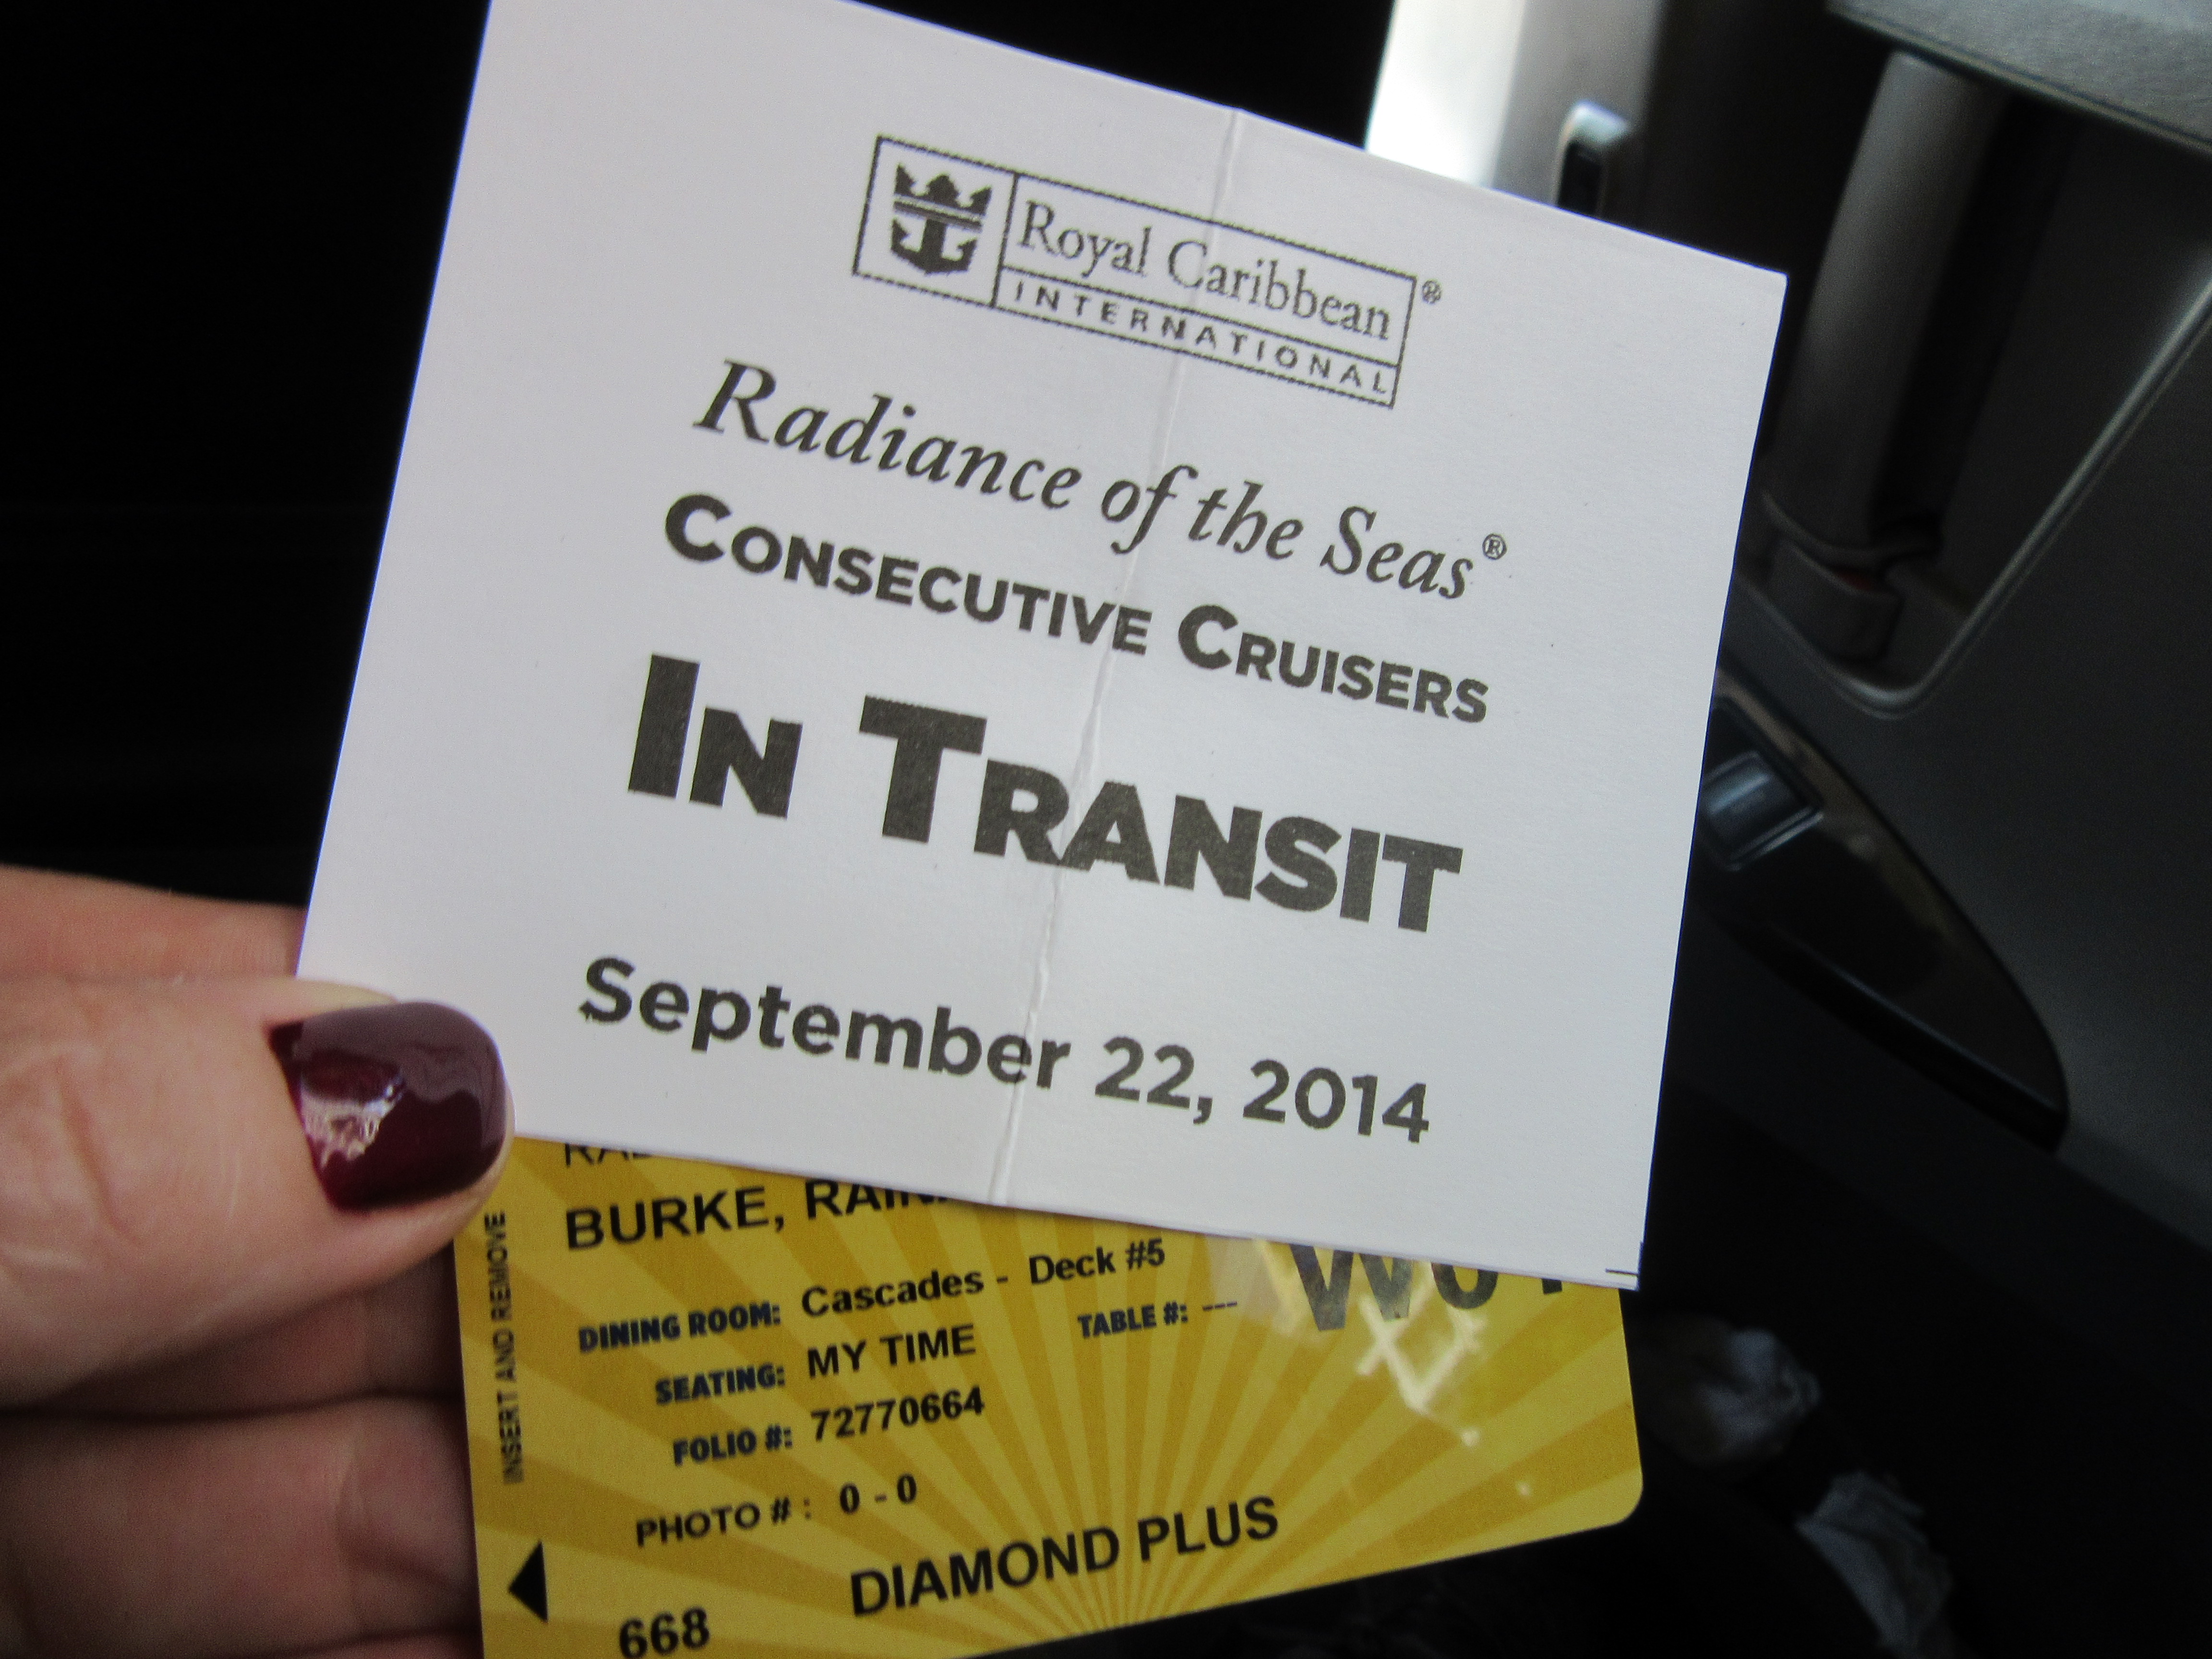 Royal Caribbean®
INTERNATIONAL
Radiance of the Seas®
CONSECUTIVE CRUISERS
IN TRANSIT
September 22, 2014
BURKE,
DINING ROOM: Cascades - Deck #5
SEATING: MY TIME TABLE #: ---
FOLIO #: 72770664
PHOTO # : 0 - 0
DIAMOND PLUS
668
INSERT AND REMOVE